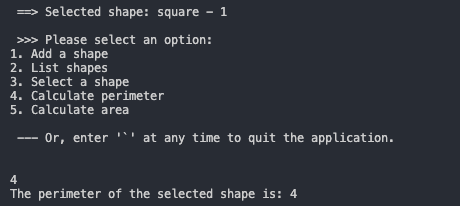 ==> Selected shape: square - 1
>>> Please select an option:
1. Add a shape
2. List shapes
3. Select a shape
4. Calculate perimeter
5. Calculate area
--- Or, enter '`' at any time to quit the application.
4
The perimeter of the selected shape is: 4